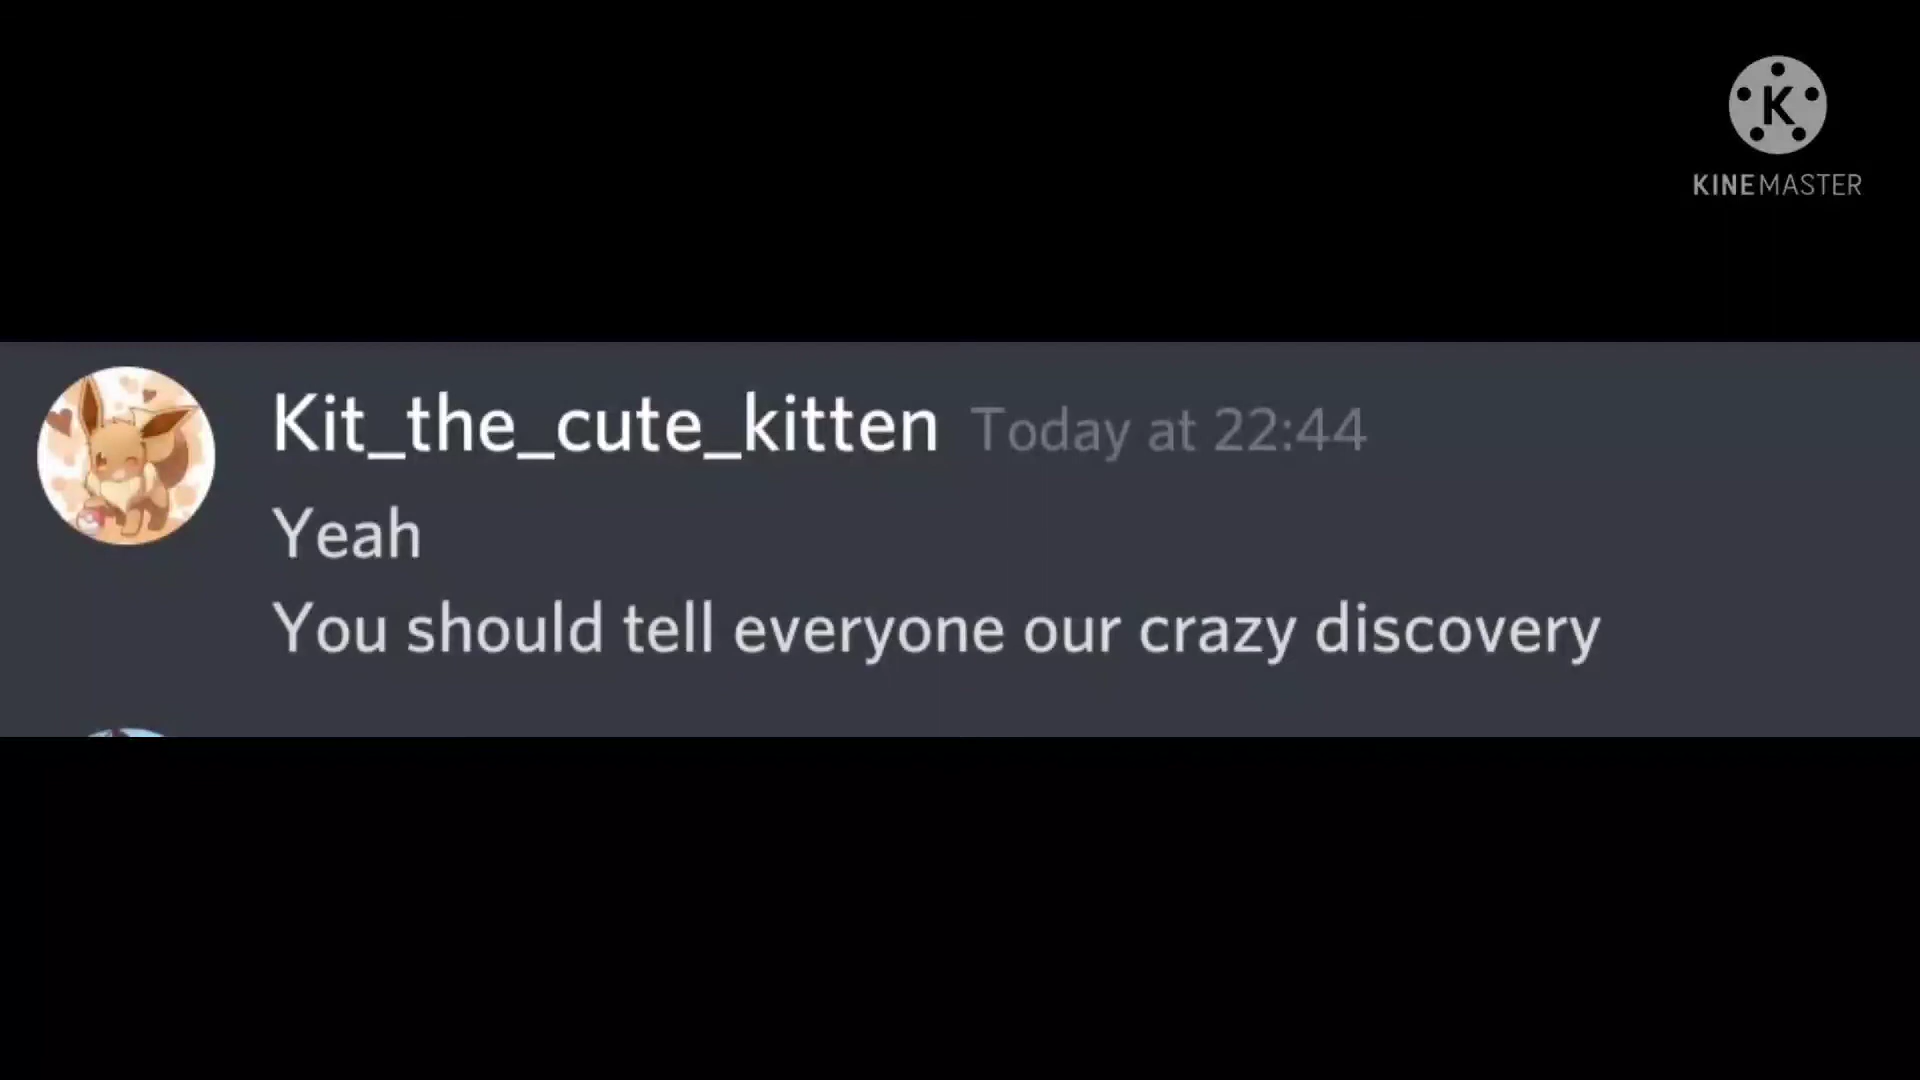 K
KINEMASTER
Kit_the_cute_kitten Today at 22:44
Yeah
You should tell everyone our crazy discovery